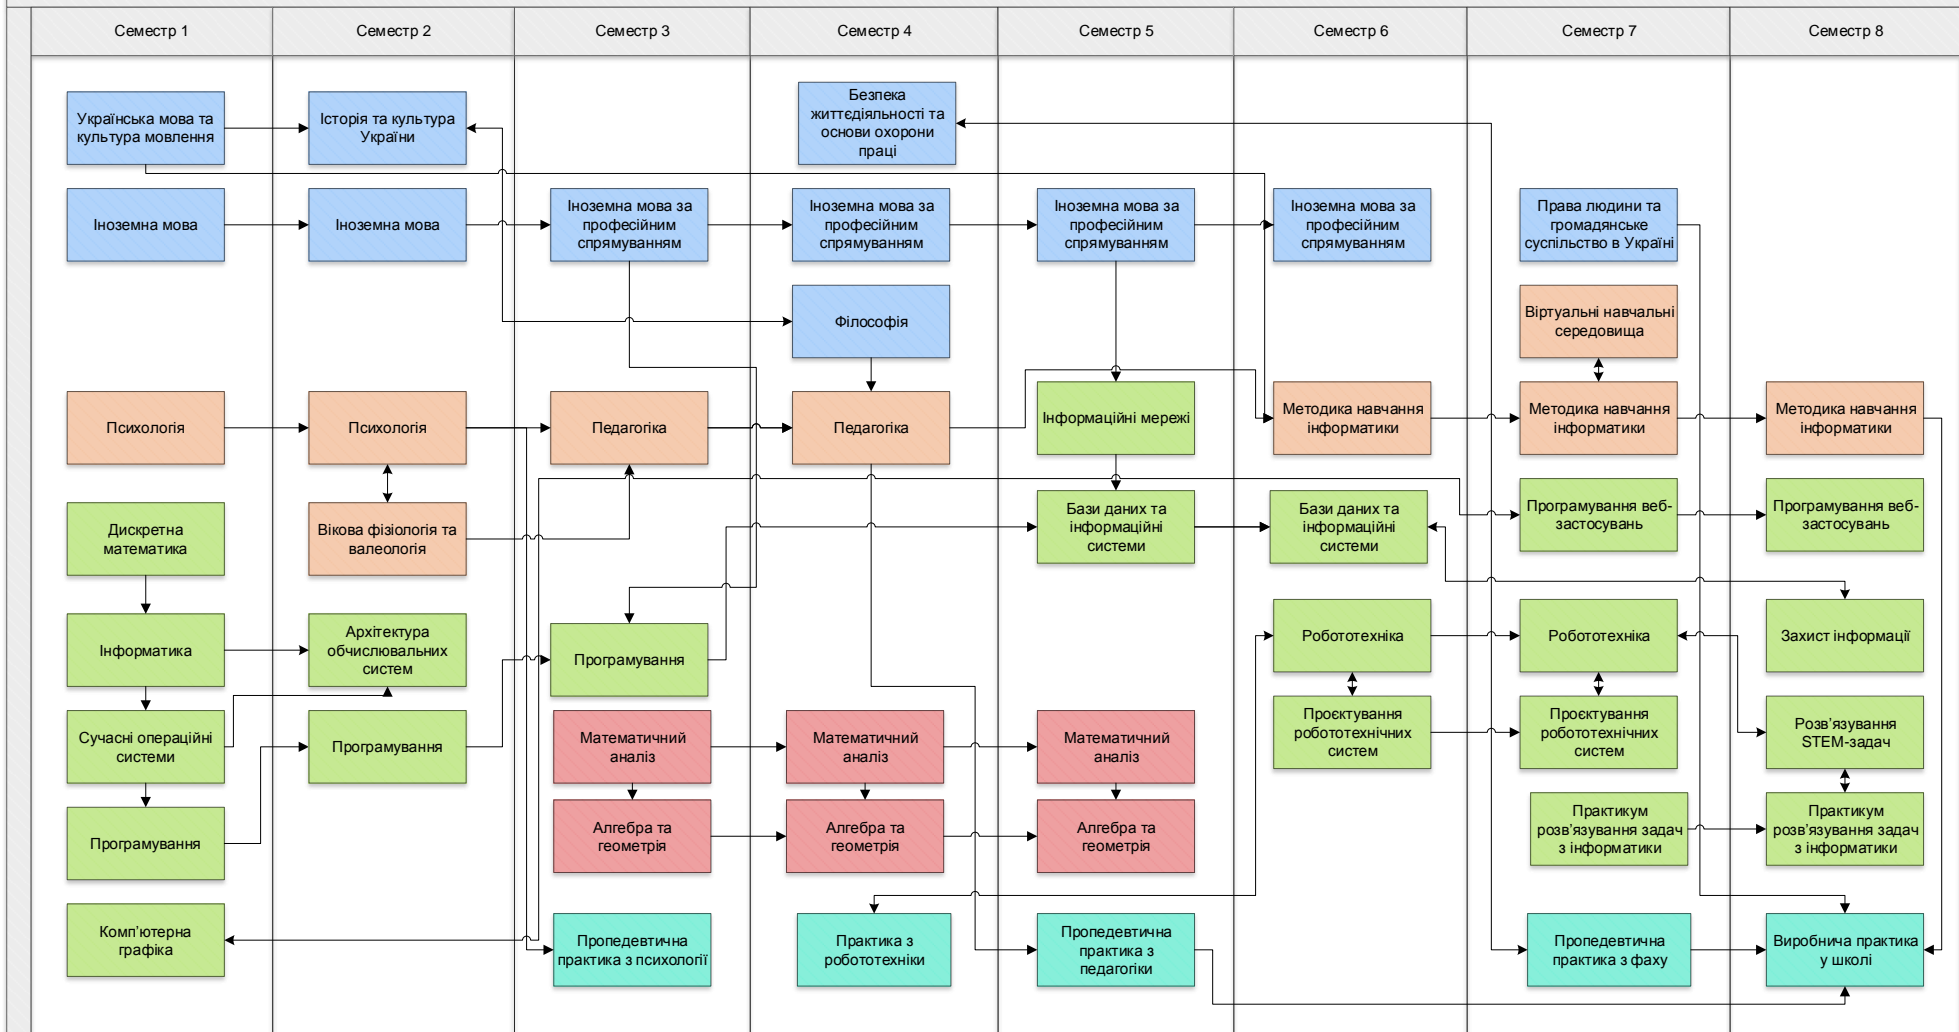 Семестр 1
Семестр 2
Семестр 3
Семестр 4
Семестр 5
Семестр 6
Семестр 7
Семестр 8
Українська мова та
культура мовлення
Історія та культура
України
Безпека
життєдіяльності та
основи охорони
праці
Іноземна мова
Іноземна мова
Іноземна мова за
професійним
спрямуванням
Іноземна мова за
професійним
спрямуванням
Іноземна мова за
професійним
спрямуванням
Іноземна мова за
професійним
спрямуванням
Права людини та
громадянське
суспільство в Україні
Філософія
Віртуальні навчальні
середовища
Психологія
Психологія
Педагогіка
Педагогіка
Інформаційні мережі
Методика навчання
інформатики
Методика навчання
інформатики
Методика навчання
інформатики
Дискретна
математика
Вікова фізіологія та
валеологія
Бази даних та
інформаційні
системи
Бази даних та
інформаційні
системи
Програмування веб-
застосувань
Програмування веб-
застосувань
Інформатика
Архітектура
обчислювальних
систем
Програмування
Робототехніка
Робототехніка
Захист інформації
Сучасні операційні
системи
Програмування
Математичний
аналіз
Математичний
аналіз
Математичний
аналіз
Проєктування
робототехнічних
систем
Проєктування
робототехнічних
систем
Розв’язування
STEM-задач
Програмування
Алгебра та
геометрія
Алгебра та
геометрія
Алгебра та
геометрія
Практикум
розв’язування задач
з інформатики
Практикум
розв’язування задач
з інформатики
Комп’ютерна
графіка
Пропедевтична
практика з психології
Практика з
робототехніки
Пропедевтична
практика з
педагогіки
Пропедевтична
практика з фаху
Виробнича практика
у школі